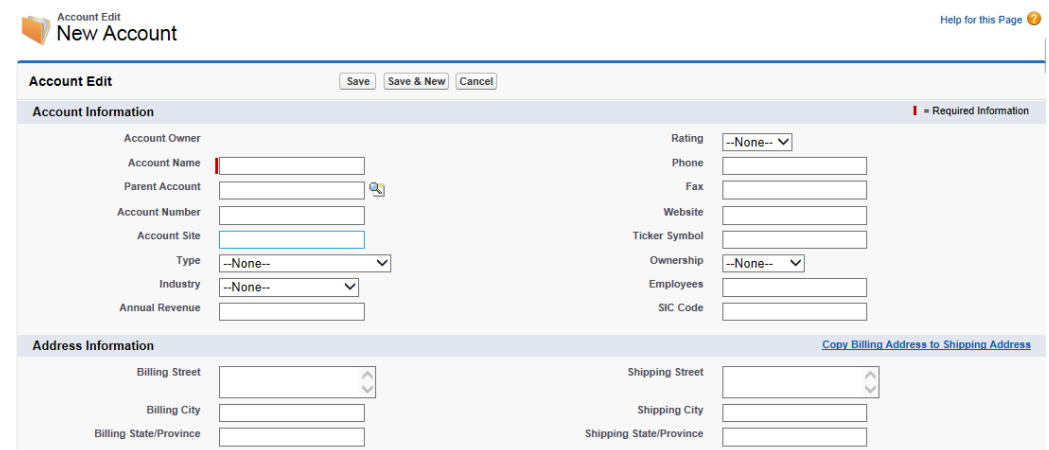 Account Edit
New Account
Help for this Page
Account Edit Save Save & New Cancel
Account Information = Required Information
Account Owner Rating --None--
Account Name Phone
Parent Account Fax
Account Number Website
Account Site Ticker Symbol
Type --None-- Ownership --None--
Industry --None-- Employees
Annual Revenue SIC Code
Address Information Copy Billing Address to Shipping Address
Billing Street Shipping Street
Billing City Shipping City
Billing State/Province Shipping State/Province